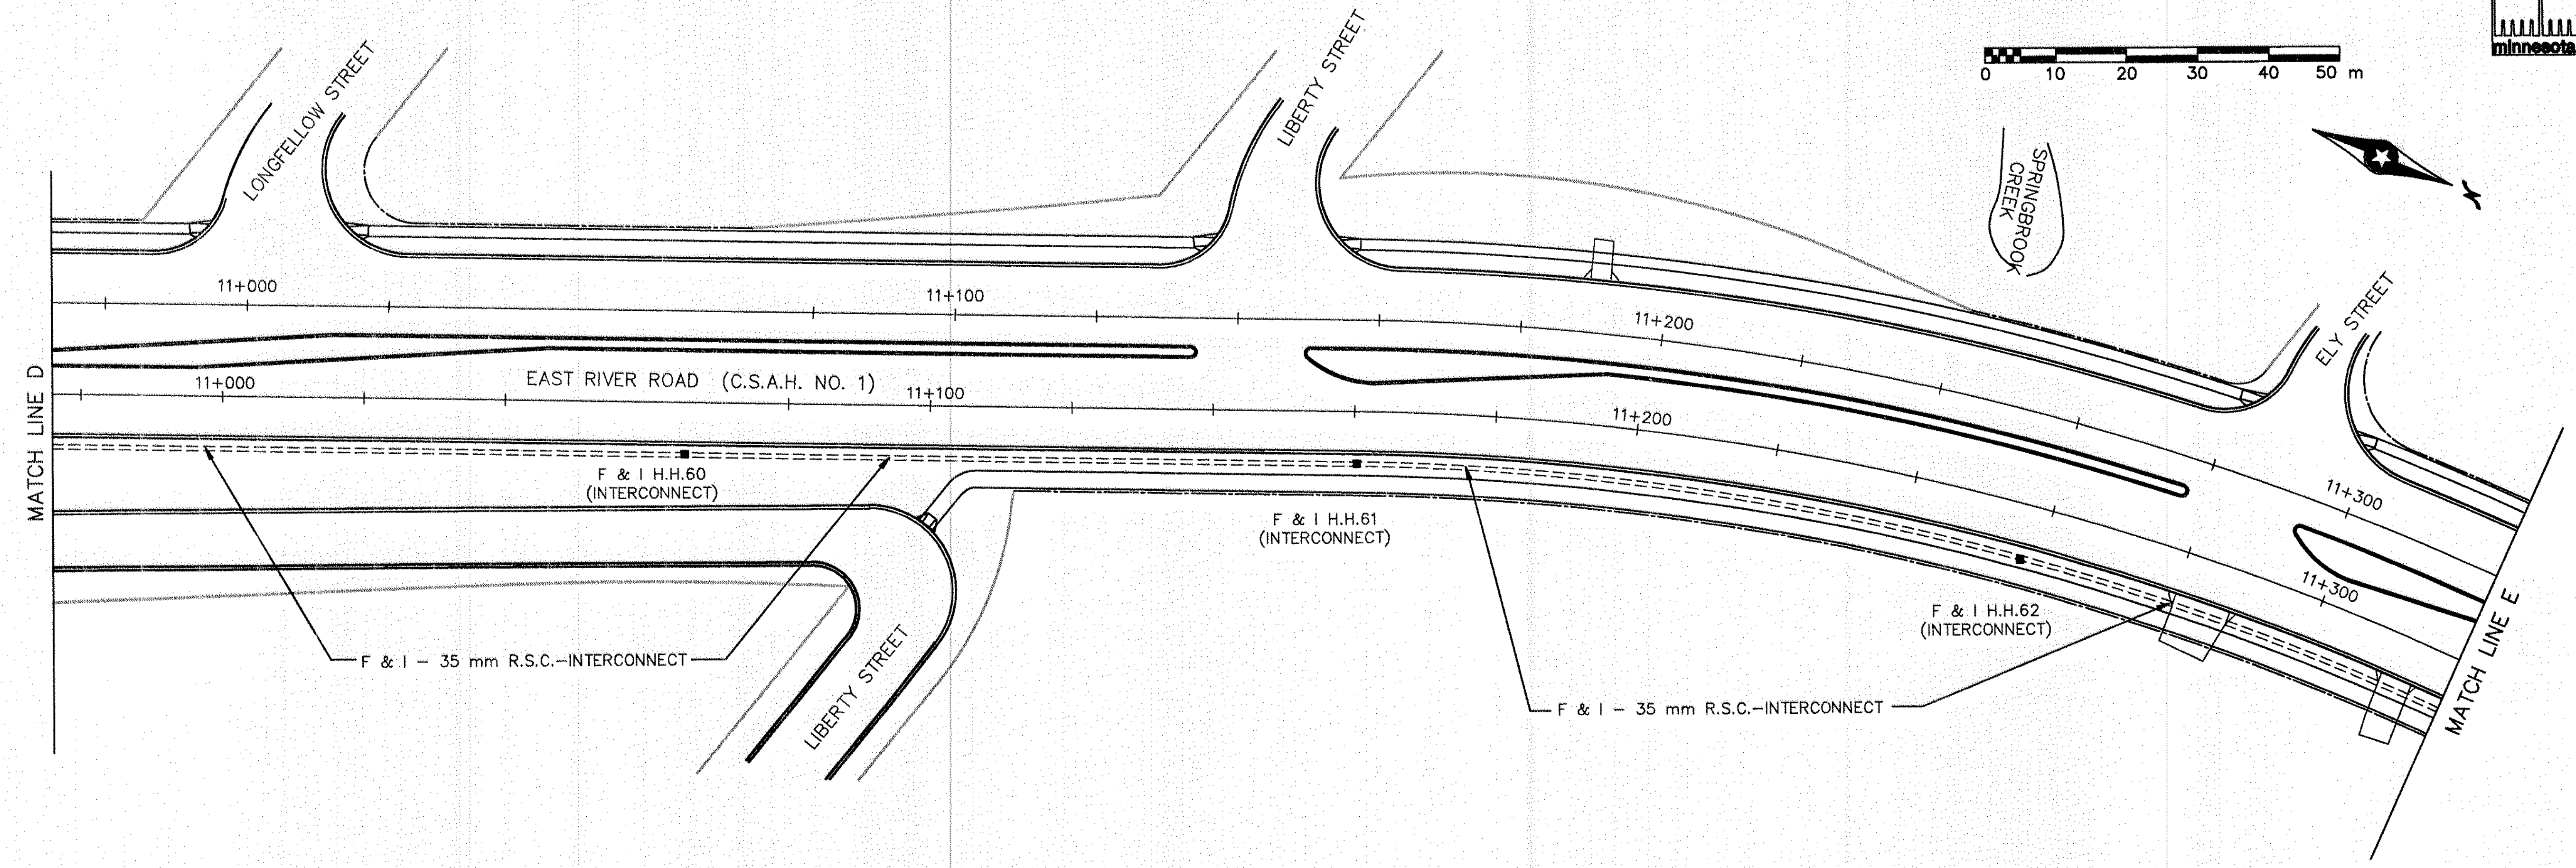 minnesota
0 10 20 30 40 50 m
LONGFELLOW STREET
LIBERTY STREET
SPRINGBROOK
CREEK
N
ELY STREET
11+000
11+100
11+200
11+300
MATCH LINE D
EAST RIVER ROAD (C.S.A.H. NO. 1)
11+000
11+100
11+200
11+300
F & I H.H.60
(INTERCONNECT)
F & I H.H.61
(INTERCONNECT)
F & I H.H.62
(INTERCONNECT)
F & I - 35 mm R.S.C.-INTERCONNECT
LIBERTY STREET
F & I - 35 mm R.S.C.-INTERCONNECT
MATCH LINE E